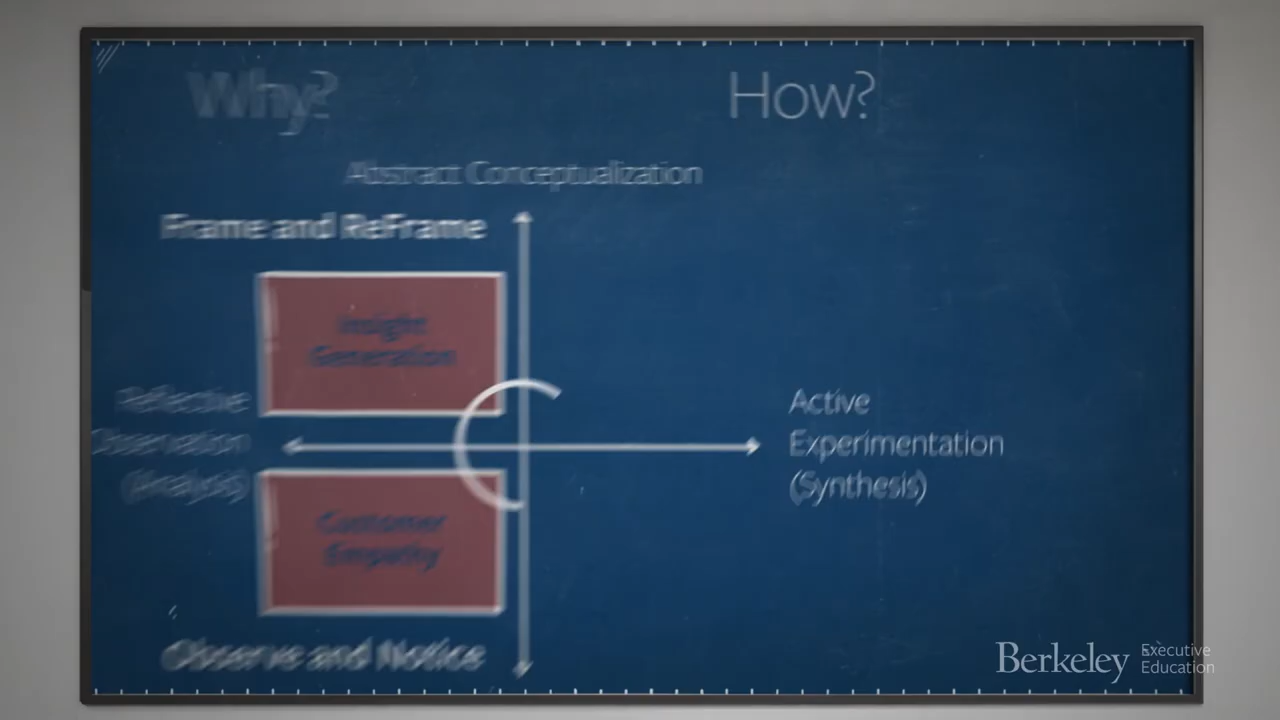 Why?
How?
Abstract Conceptualization
Frame and ReFrame
Insight
Generation
Reflective
Observation
(Analysis)
Active
Experimentation
(Synthesis)
Customer
Empathy
Observe and Notice
Berkeley
Executive
Education